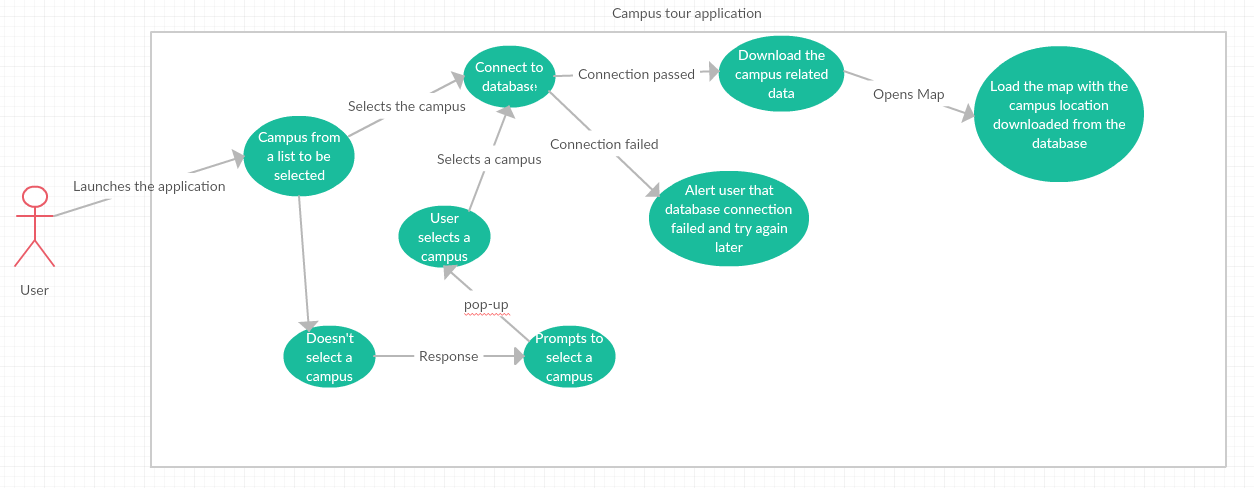 Campus tour application
Connect to
database
Connection passed
Download the
campus related
data
Opens Map
Load the map with the
campus location
downloaded from the
database
Selects the campus
Campus from
a list to be
selected
Selects a campus
Connection failed
Launches the application
Alert user that
database connection
failed and try again
later
User
selects a
campus
User
pop-up
Doesn't
select a
campus
Response
Prompts to
select a
campus